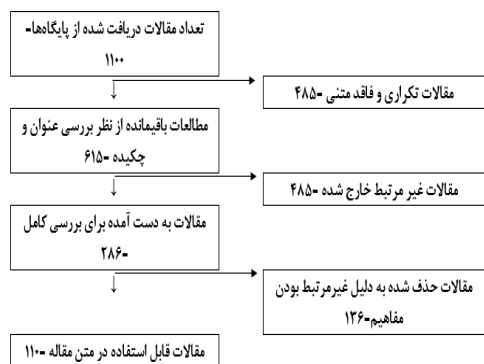 تعداد مقالات دریافت شده از پایگاه‌ها-
۱۱۰۰
مقالات تکراری و فاقد متنی -۴۸۵
مطالعات باقیمانده از نظر بررسی عنوان و
چکیده -۶۱۵
مقالات غیر مرتبط خارج شده -۴۸۵
مقالات به دست آمده برای بررسی کامل
-۲۸۶
مقالات حذف شده به دلیل غیرمرتبط بودن
مفاهیم-۱۳۶
مقالات قابل استفاده در متن مقاله -۱۱۰